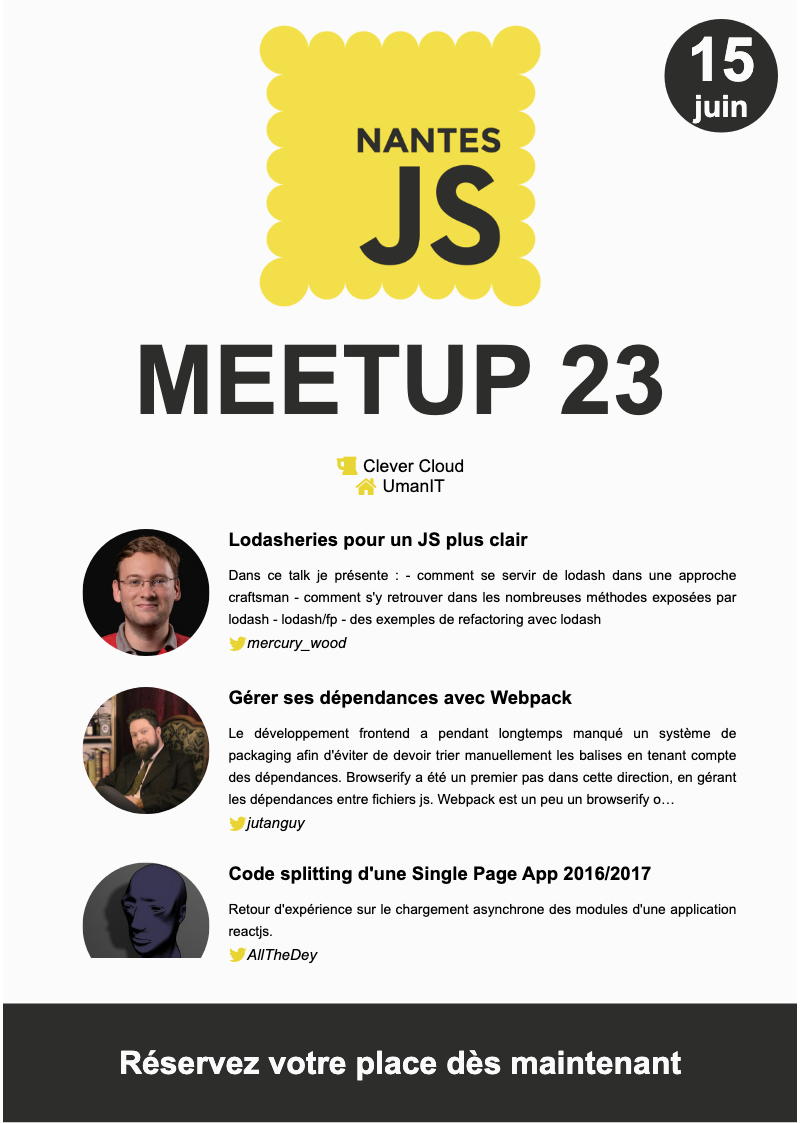 15
juin
NANTES
JS
MEETUP 23
Clever Cloud
UmanIT
Lodasheries pour un JS plus clair
Dans ce talk je présente : - comment se servir de lodash dans une approche
craftsman - comment s'y retrouver dans les nombreuses méthodes exposées par
lodash - lodash/fp - des exemples de refactoring avec lodash
mercury_wood
Gérer ses dépendances avec Webpack
Le développement frontend a pendant longtemps manqué un système de
packaging afin d'éviter de devoir trier manuellement les balises en tenant compte
des dépendances. Browserify a été un premier pas dans cette direction, en gérant
les dépendances entre fichiers js. Webpack est un peu un browserify o…
jutanguy
Code splitting d'une Single Page App 2016/2017
Retour d'expérience sur le chargement asynchrone des modules d'une application
reactjs.
AllTheDey
Réservez votre place dès maintenant